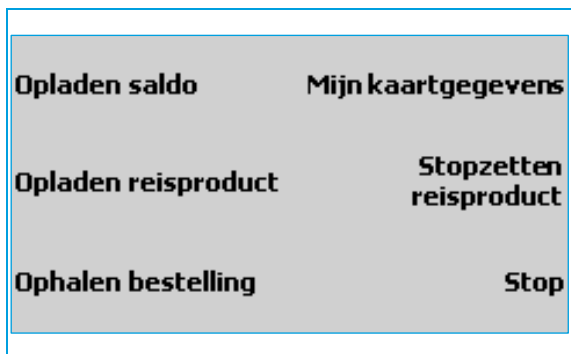 Opladen saldo
Mijn kaartgegevens
Opladen reisproduct
Stopzetten
reisproduct
Ophalen bestelling
Stop